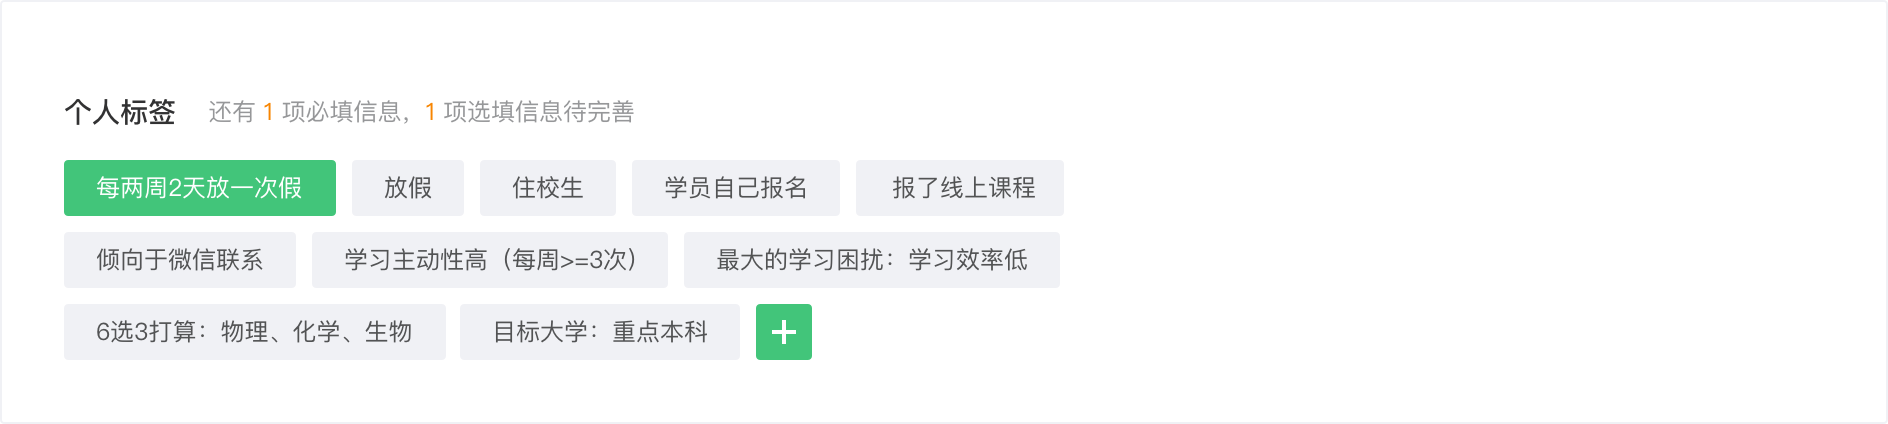 个人标签 还有 1 项必填信息，1 项选填信息待完善
每两周2天放一次假 放假 住校生 学员自己报名 报了线上课程
倾向于微信联系 学习主动性高（每周>=3次） 最大的学习困扰：学习效率低
6选3打算：物理、化学、生物 目标大学：重点本科